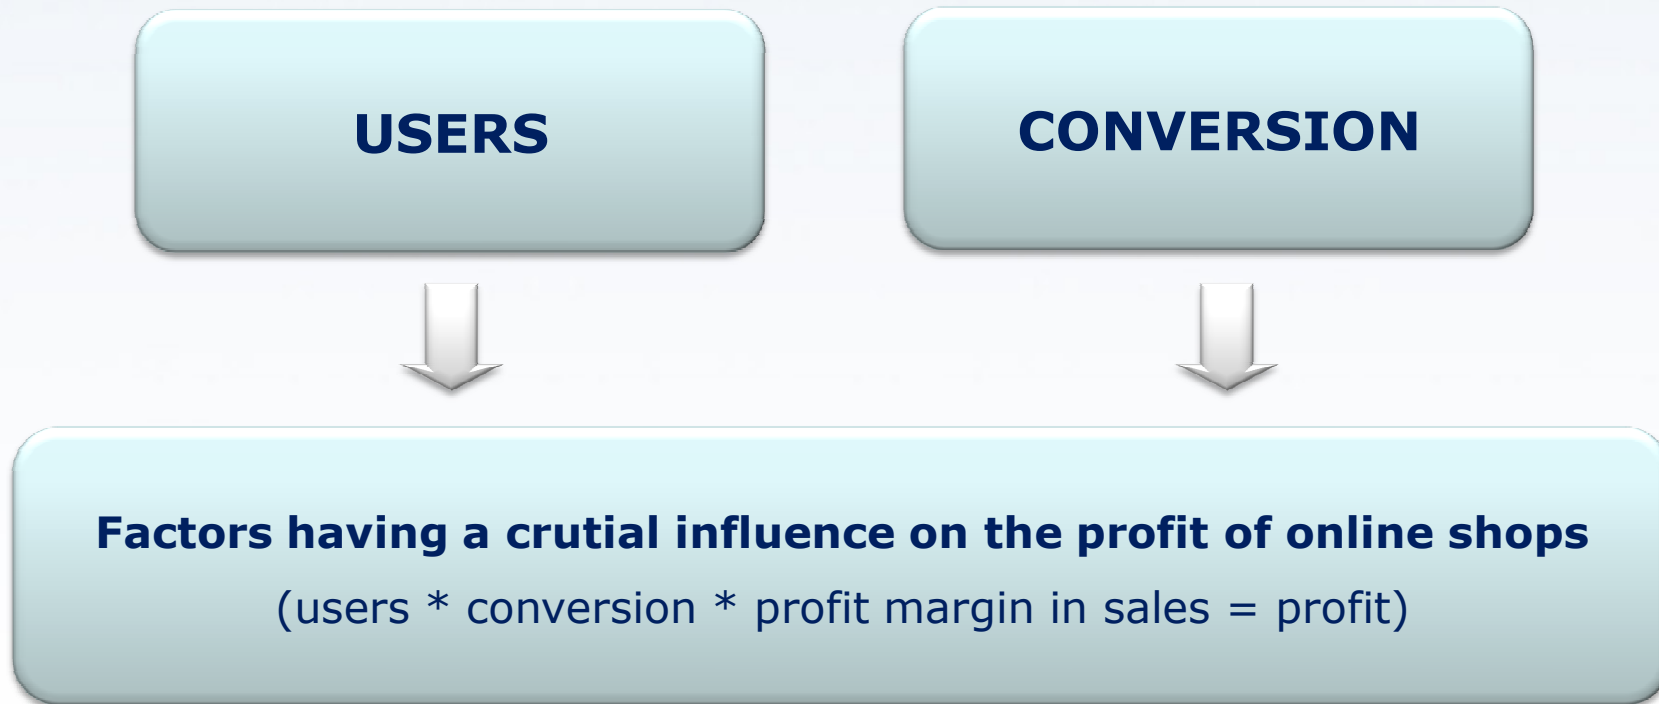 USERS
CONVERSION
Factors having a crutial influence on the profit of online shops
(users * conversion * profit margin in sales = profit)